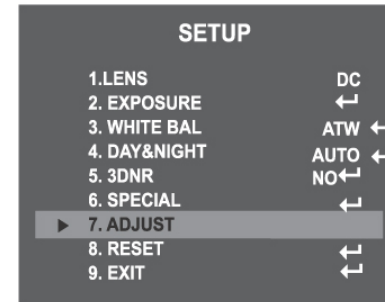 SETUP
1.LENS DC
2. EXPOSURE ↵
3. WHITE BAL ATW ↵
4. DAY&NIGHT AUTO ↵
5. 3DNR NO↵
6. SPECIAL ↵
▶ 7. ADJUST
8. RESET ↵
9. EXIT ↵